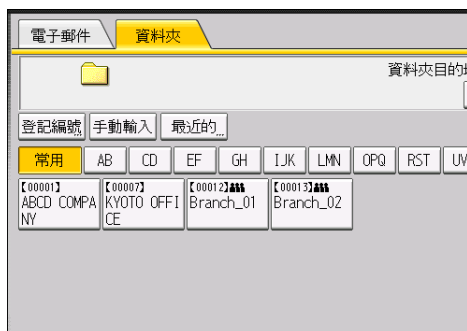 電子郵件
資料夾
資料夾目的
登記編號
手動輸入
最近的
常用 AB CD EF GH IJK LMN OPQ RST UV
【00001】
ABCD COMPA
NY
【00007】
KYOTO OFFI
CE
【00012】
Branch_01
【00013】
Branch_02